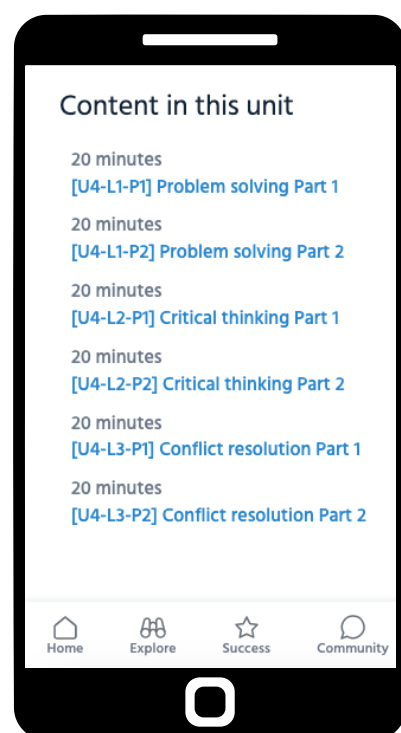 Content in this unit
20 minutes
[U4-L1-P1] Problem solving Part 1
20 minutes
[U4-L1-P2] Problem solving Part 2
20 minutes
[U4-L2-P1] Critical thinking Part 1
20 minutes
[U4-L2-P2] Critical thinking Part 2
20 minutes
[U4-L3-P1] Conflict resolution Part 1
20 minutes
[U4-L3-P2] Conflict resolution Part 2
Home Explore Success Community